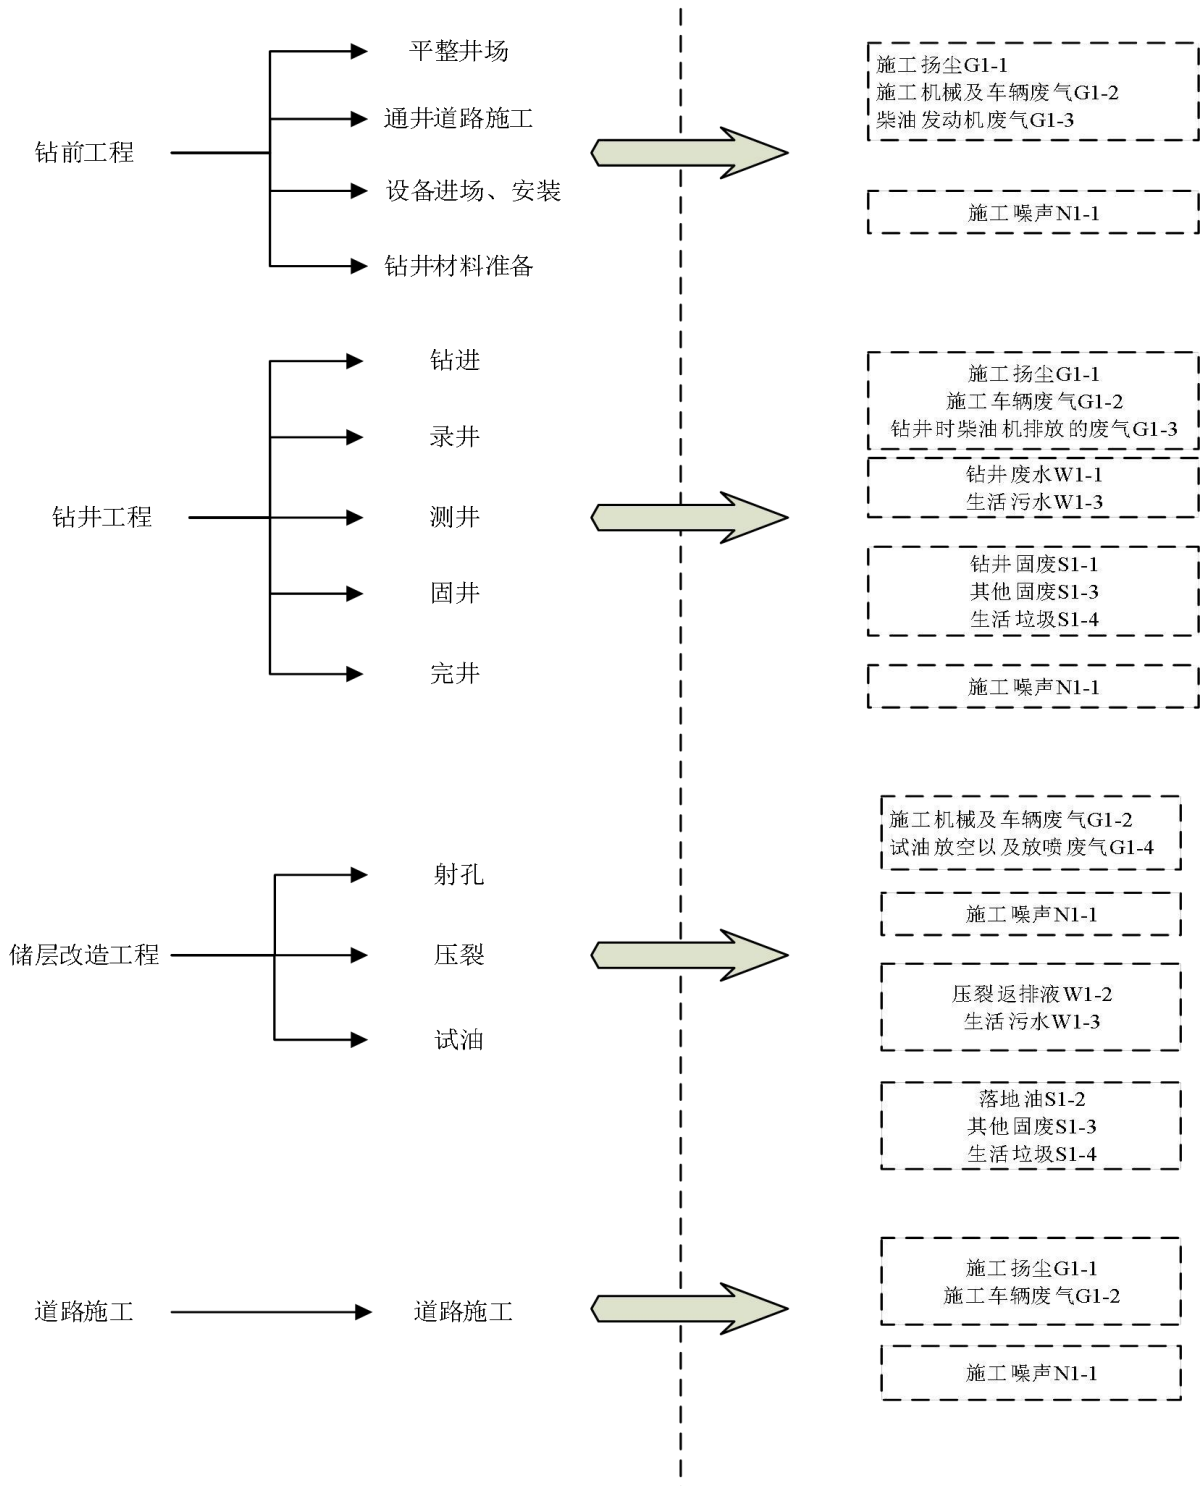 钻前工程
平整井场
通井道路施工
设备进场、安装
钻井材料准备
施工扬尘G1-1
施工机械及车辆废气G1-2
柴油发动机废气G1-3
施工噪声N1-1
钻井工程
钻进
录井
测井
固井
完井
施工扬尘G1-1
施工车辆废气G1-2
钻井时柴油机排放的废气G1-3
钻井废水W1-1
生活污水W1-3
钻井固废S1-1
其他固废S1-3
生活垃圾S1-4
施工噪声N1-1
储层改造工程
射孔
压裂
试油
施工机械及车辆废气G1-2
试油放空以及放喷废气G1-4
施工噪声N1-1
压裂返排液W1-2
生活污水W1-3
落地油S1-2
其他固废S1-3
生活垃圾S1-4
道路施工
道路施工
施工扬尘G1-1
施工车辆废气G1-2
施工噪声N1-1